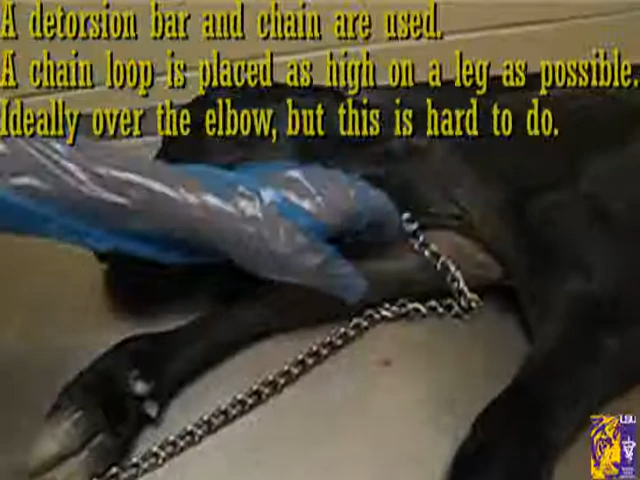 A detorsion bar and chain are used.
A chain loop is placed as high on a leg as possible.
Ideally over the elbow, but this is hard to do.
LSU